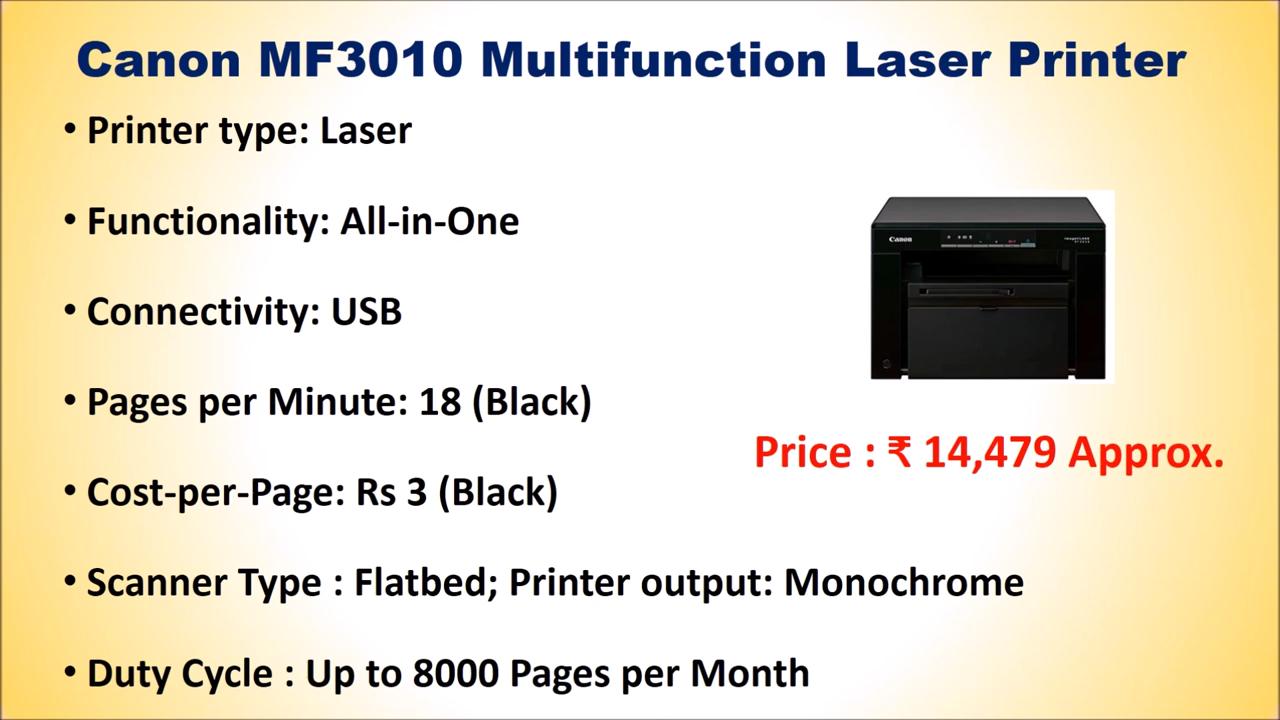 Canon MF3010 Multifunction Laser Printer
• Printer type: Laser
• Functionality: All-in-One
• Connectivity: USB
• Pages per Minute: 18 (Black)
• Cost-per-Page: Rs 3 (Black)
• Scanner Type : Flatbed; Printer output: Monochrome
• Duty Cycle : Up to 8000 Pages per Month
Canon
Price : ₹ 14,479 Approx.